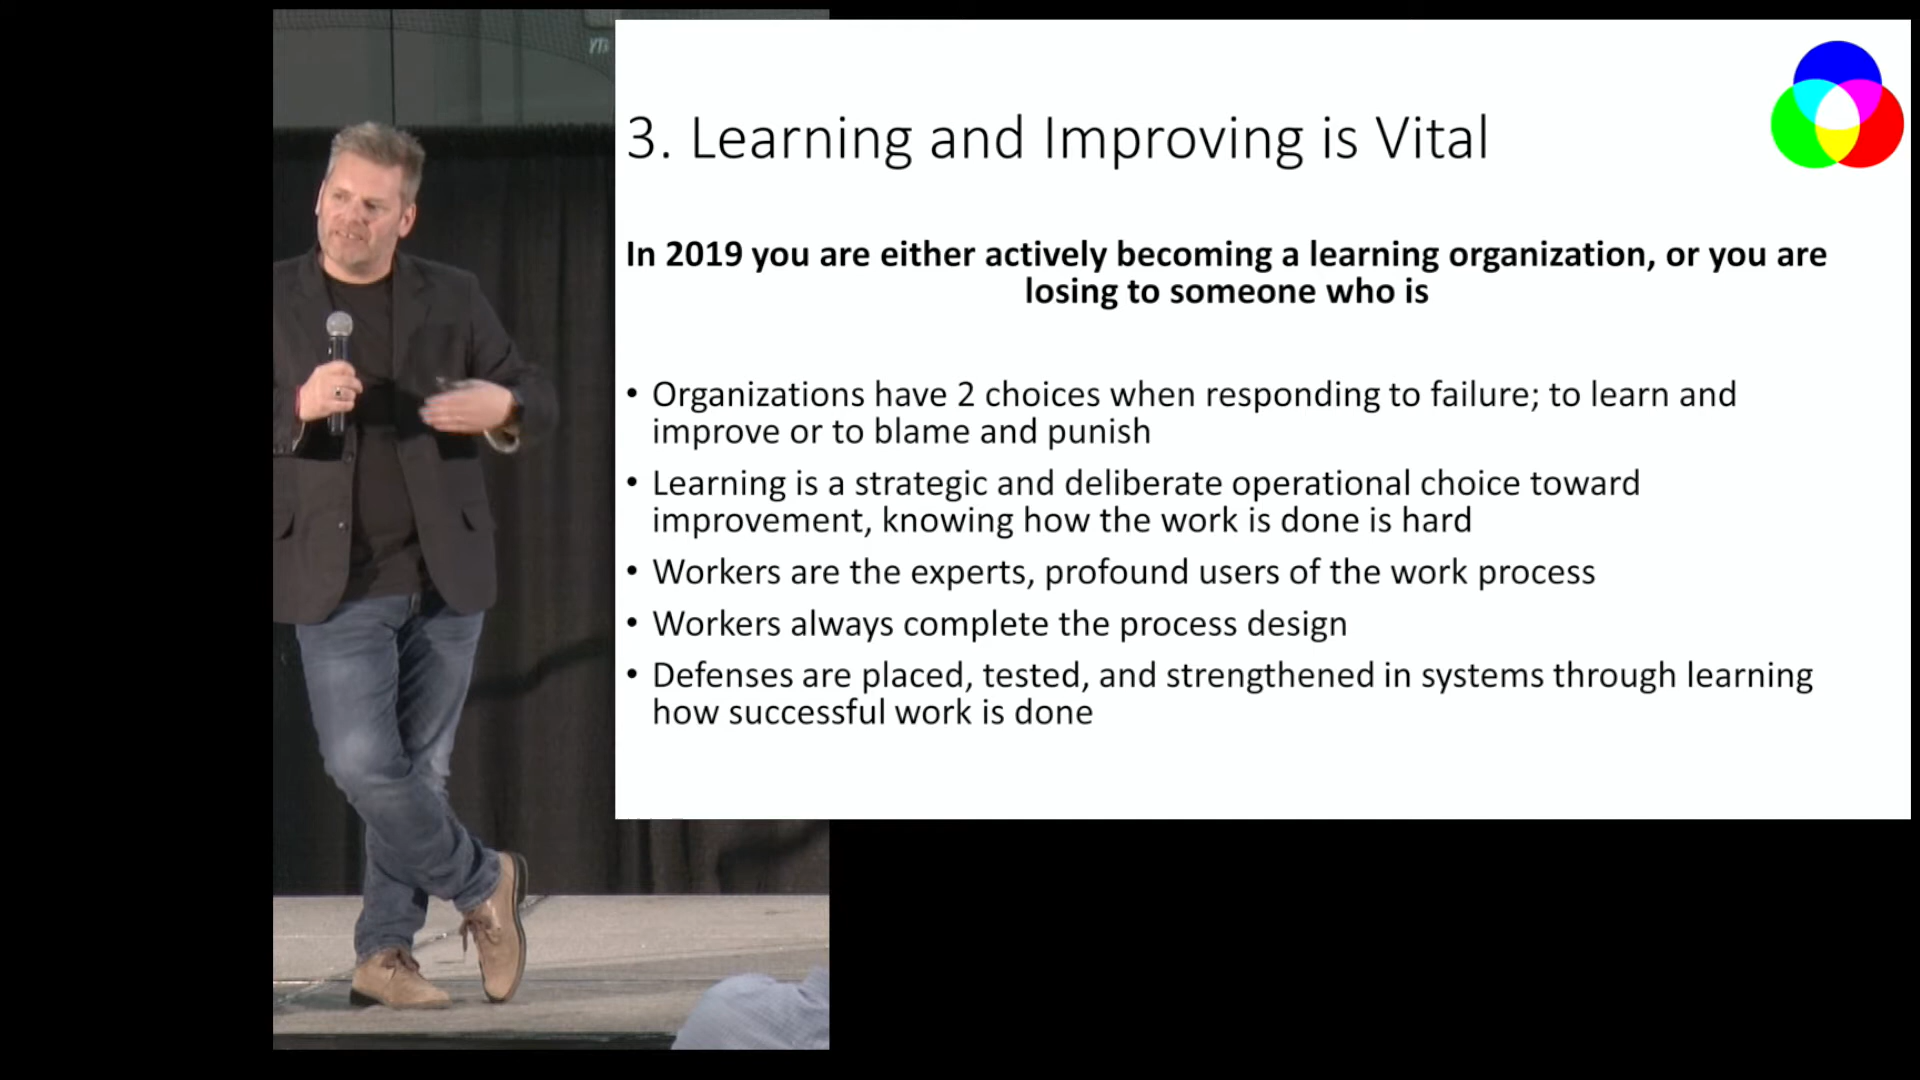 3. Learning and Improving is Vital
In 2019 you are either actively becoming a learning organization, or you are
losing to someone who is
• Organizations have 2 choices when responding to failure; to learn and
improve or to blame and punish
• Learning is a strategic and deliberate operational choice toward
improvement, knowing how the work is done is hard
• Workers are the experts, profound users of the work process
• Workers always complete the process design
• Defenses are placed, tested, and strengthened in systems through learning
how successful work is done